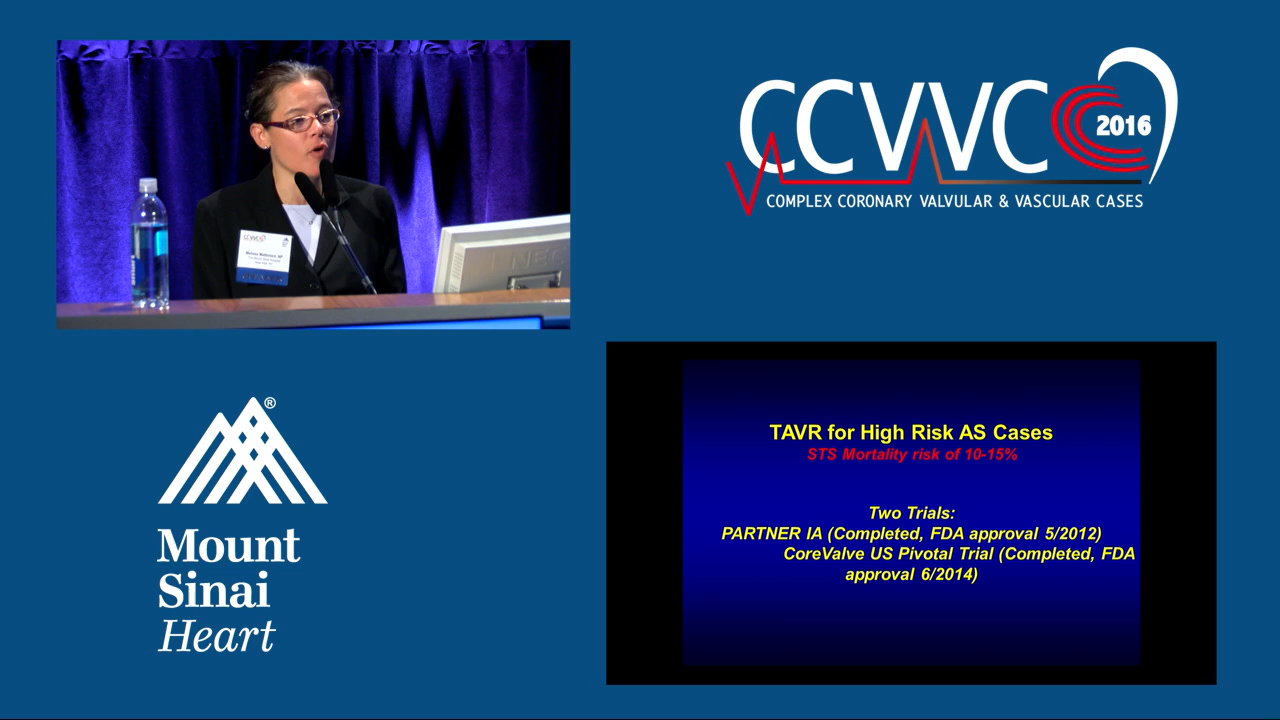 CCVVC
2016
COMPLEX CORONARY VALVULAR & VASCULAR CASES
®
Mount
Sinai
Heart
TAVR for High Risk AS Cases
STS Mortality risk of 10-15%
Two Trials:
PARTNER IA (Completed, FDA approval 5/2012)
CoreValve US Pivotal Trial (Completed, FDA
approval 6/2014)